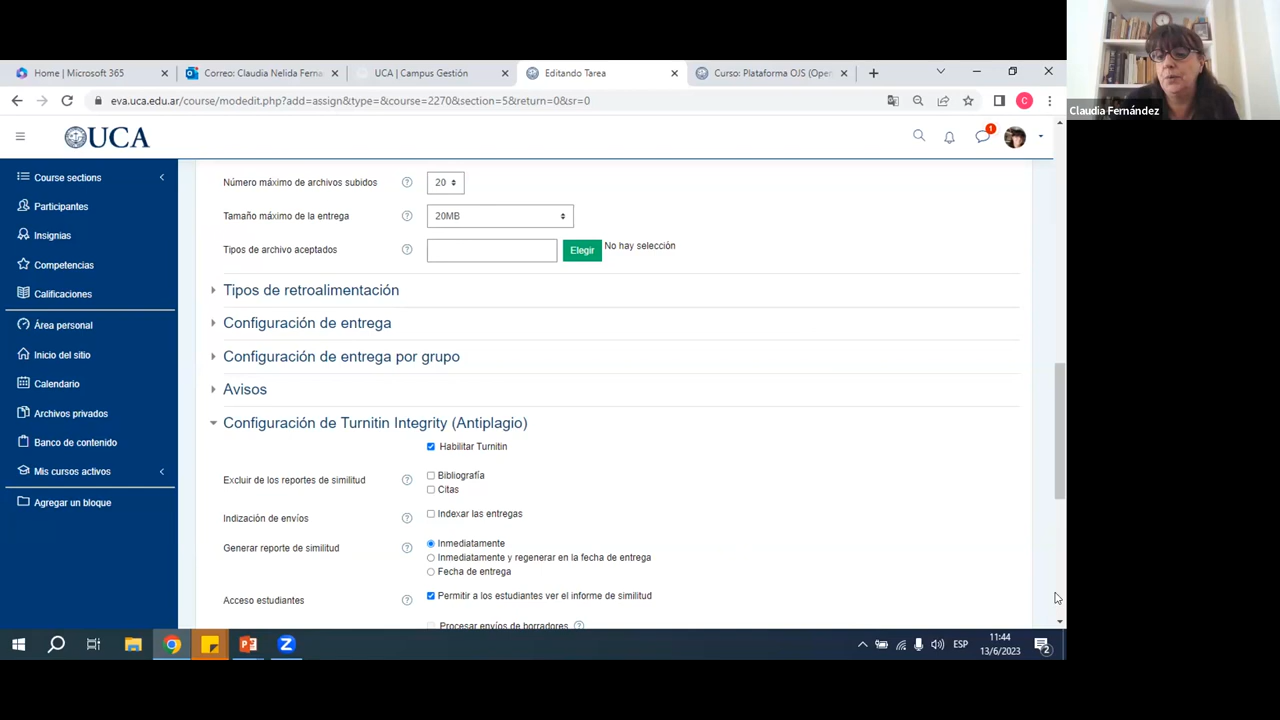 Home | Microsoft 365
Correo: Claudia Nelida Ferna
UCA | Campus Gestión
Editando Tarea
Curso: Plataforma OJS (Open
eva.uca.edu.ar/course/modedit.php?add=assign&type=&course=2270&section=5&return=0&sr=0
C
Claudia Fernández
UCA
1
Course sections
Participantes
Insignias
Competencias
Calificaciones
Área personal
Inicio del sitio
Calendario
Archivos privados
Banco de contenido
Mis cursos activos
Agregar un bloque
Número máximo de archivos subidos ? 20
Tamaño máximo de la entrega ? 20MB
Tipos de archivo aceptados ? Elegir No hay selección
Tipos de retroalimentación
Configuración de entrega
Configuración de entrega por grupo
Avisos
Configuración de Turnitin Integrity (Antiplagio)
Habilitar Turnitin
Excluir de los reportes de similitud ? Bibliografía
Citas
Indización de envíos ? Indexar las entregas
Generar reporte de similitud ? Inmediatamente
Inmediatamente y regenerar en la fecha de entrega
Fecha de entrega
Acceso estudiantes ? Permitir a los estudiantes ver el informe de similitud
Procesar envíos de borradores ?
ESP
11:44
13/6/2023
2